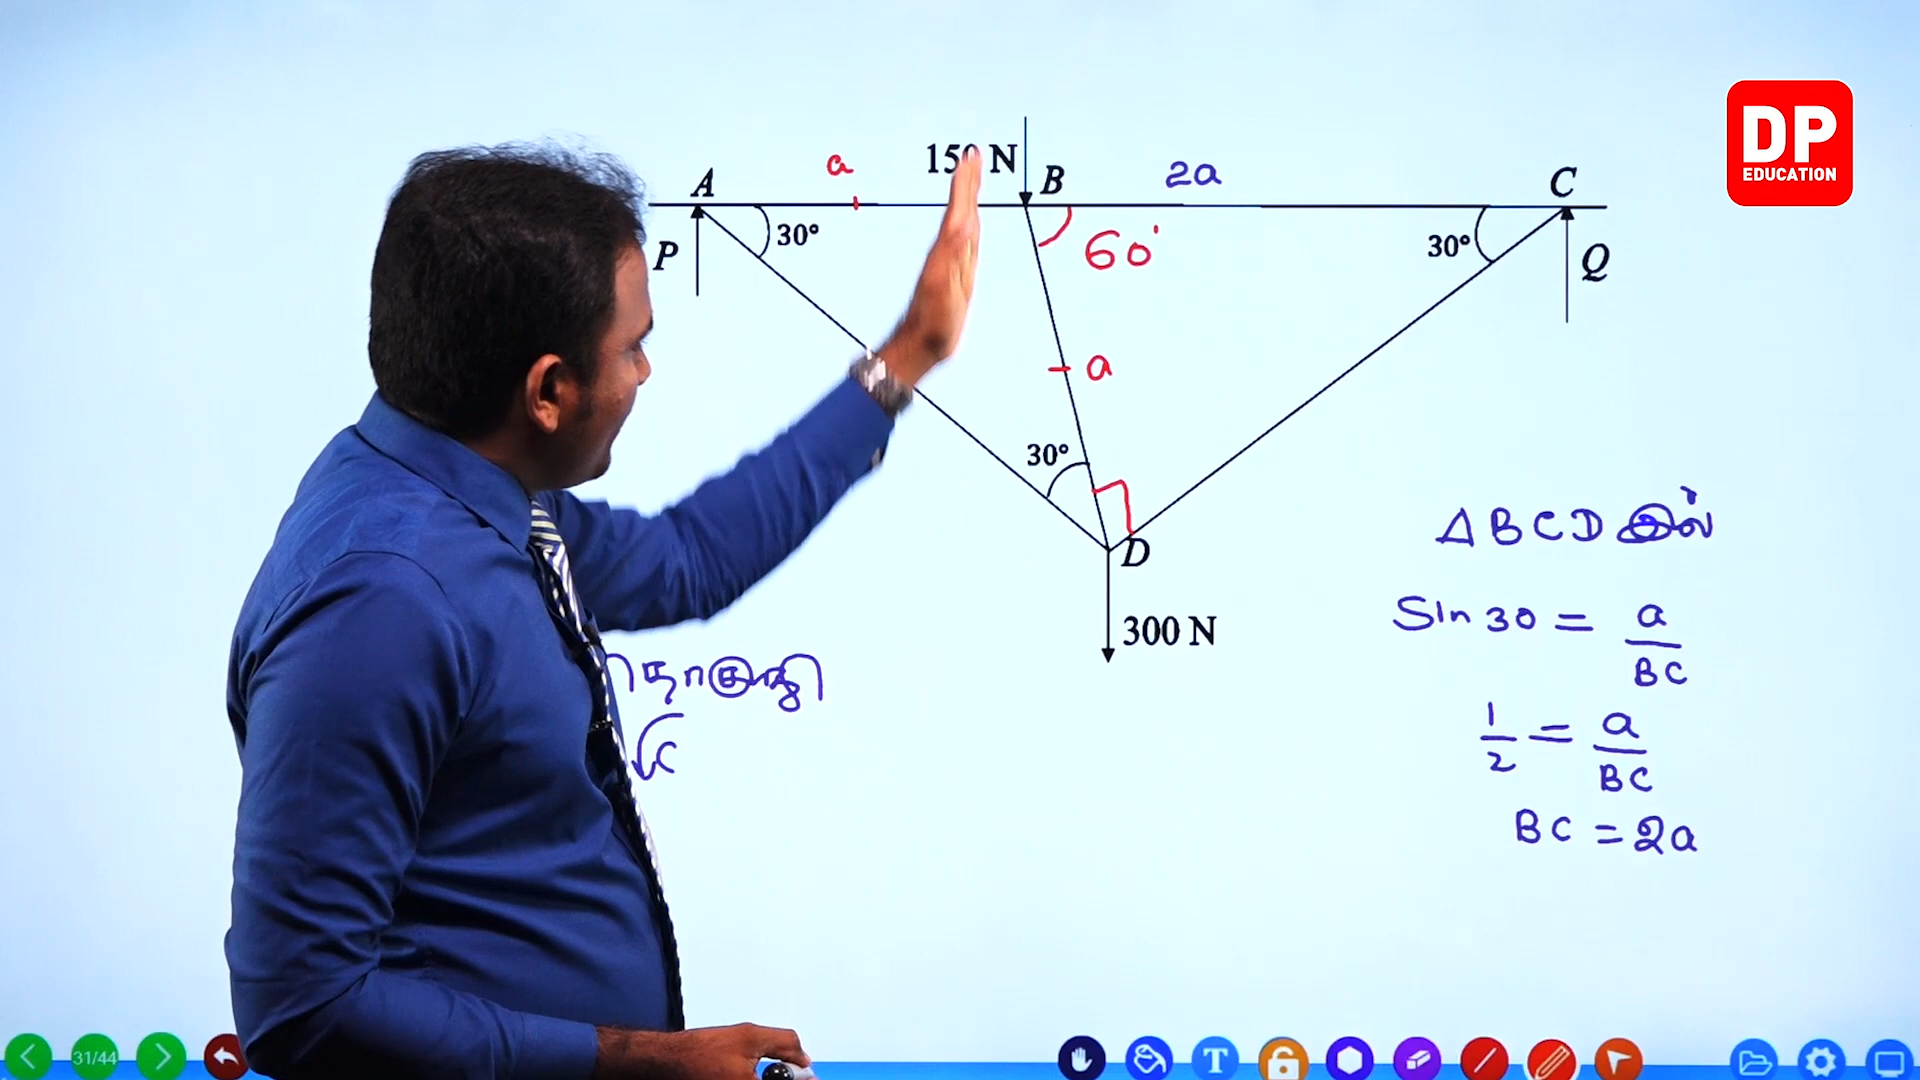 DP
EDUCATION
A
a
150 N
B
2a
C
P
30°
60°
30°
Q
a
30°
D
300 N
Δ BCD இல்
Sin 30 = a / BC
1 / 2 = a / BC
BC = 2a
31/44
T